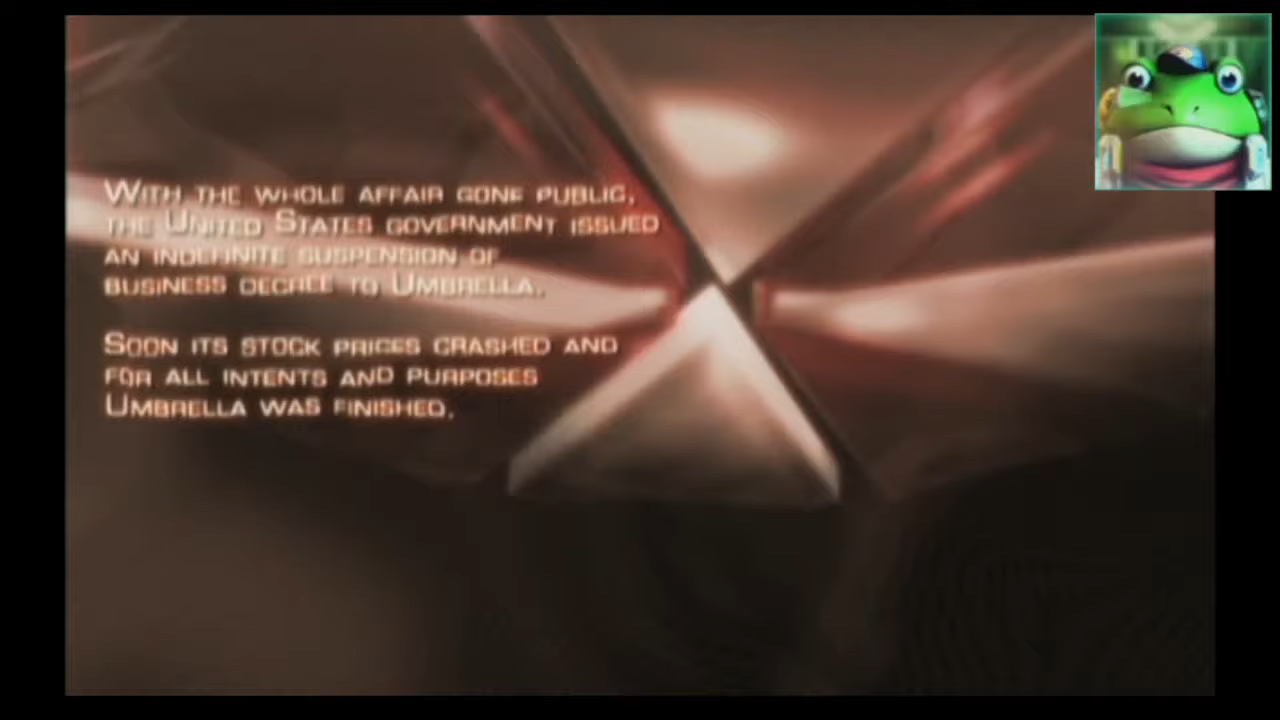 With the whole affair gone public,
the United States government issued
an indefinite suspension of
business decree to Umbrella.
Soon its stock prices crashed and
for all intents and purposes
Umbrella was finished.